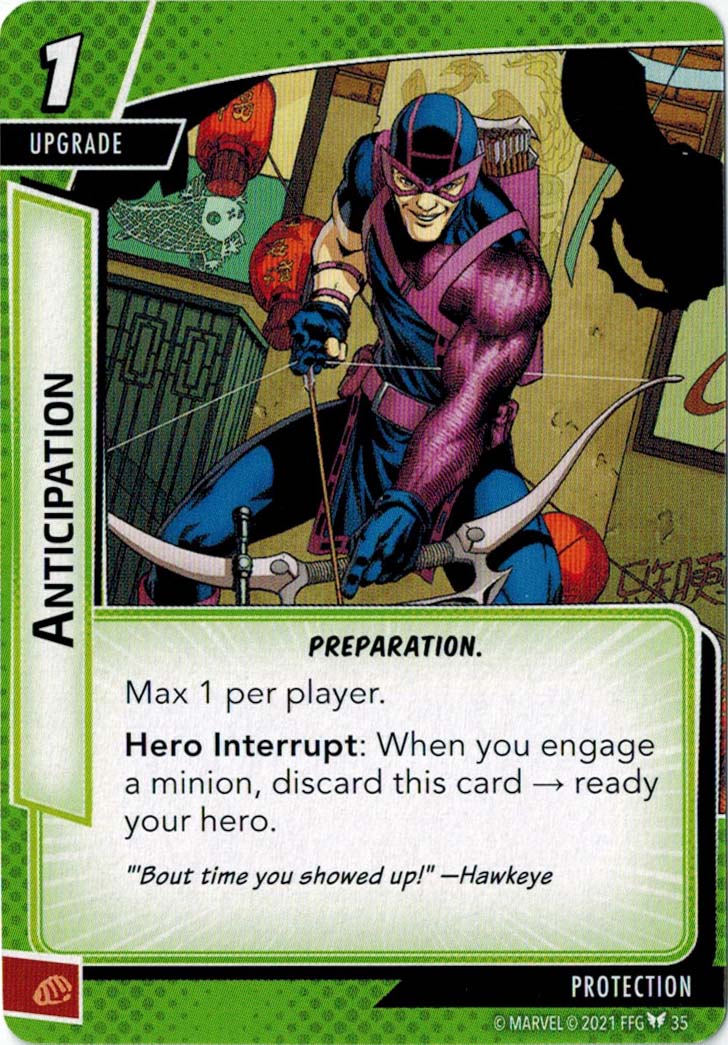 1
UPGRADE
ANTICIPATION
PREPARATION.
Max 1 per player.
Hero Interrupt: When you engage
a minion, discard this card → ready
your hero.
"'Bout time you showed up!" —Hawkeye
PROTECTION
© MARVEL © 2021 FFG 35